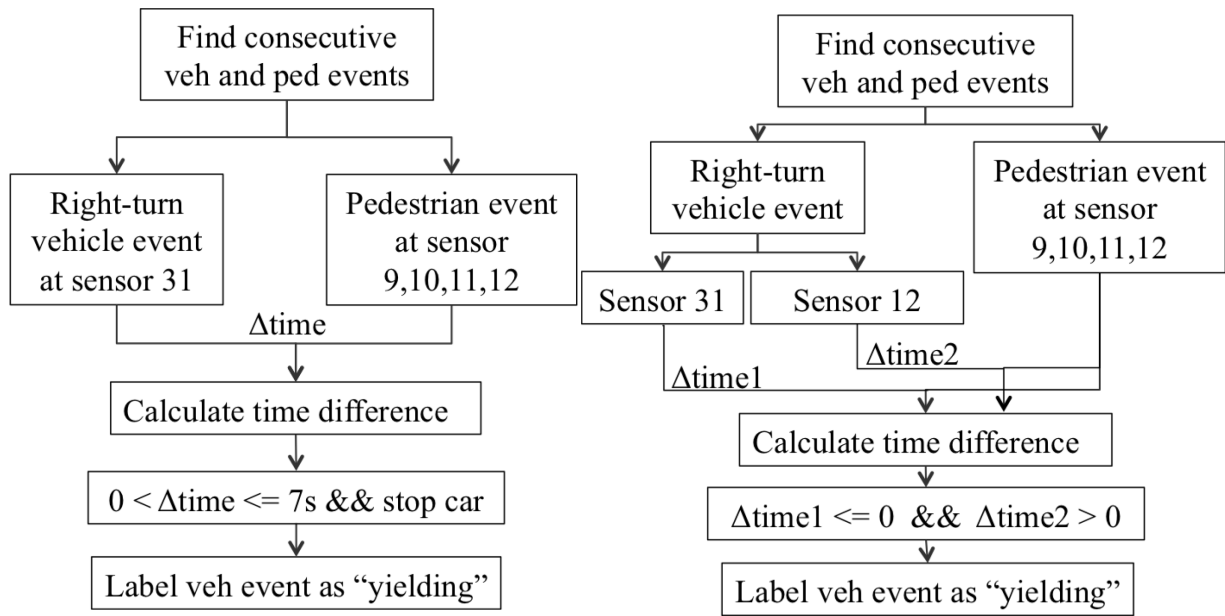 Find consecutive
veh and ped events
Right-turn
vehicle event
at sensor 31
Pedestrian event
at sensor
9,10,11,12
Δtime
Calculate time difference
0 < Δtime <= 7s && stop car
Label veh event as “yielding”
Find consecutive
veh and ped events
Right-turn
vehicle event
Pedestrian event
at sensor
9,10,11,12
Sensor 31
Sensor 12
Δtime2
Δtime1
Calculate time difference
Δtime1 <= 0 && Δtime2 > 0
Label veh event as “yielding”